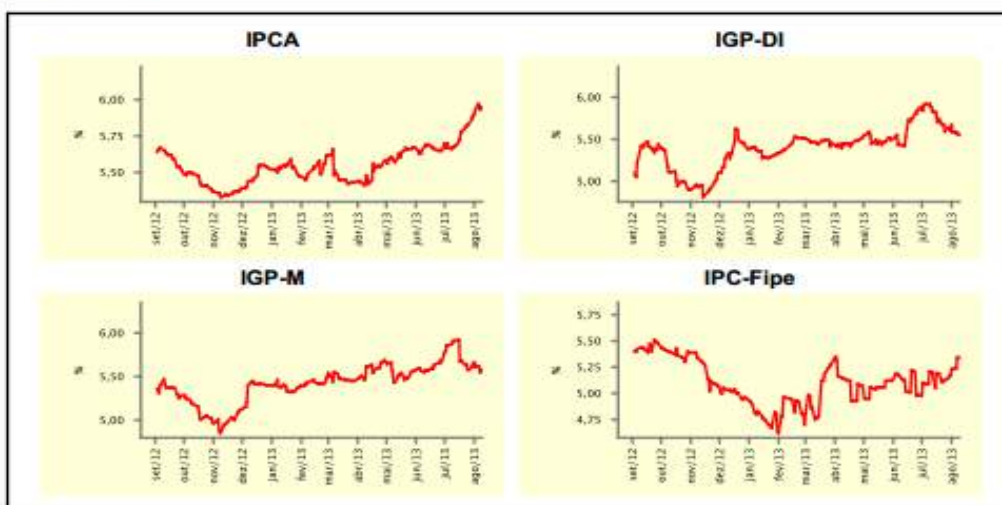 IPCA
6,00
5,75
5,50
%
set/12 out/12 nov/12 dez/12 jan/13 fev/13 mar/13 abr/13 mai/13 jun/13 jul/13 ago/13
IGP-DI
6,00
5,50
5,00
%
set/12 out/12 nov/12 dez/12 jan/13 fev/13 mar/13 abr/13 mai/13 jun/13 jul/13 ago/13
IGP-M
6,00
5,50
5,00
%
set/12 out/12 nov/12 dez/12 jan/13 fev/13 mar/13 abr/13 mai/13 jun/13 jul/13 ago/13
IPC-Fipe
5,75
5,50
5,25
5,00
4,75
%
set/12 out/12 nov/12 dez/12 jan/13 fev/13 mar/13 abr/13 mai/13 jun/13 jul/13 ago/13